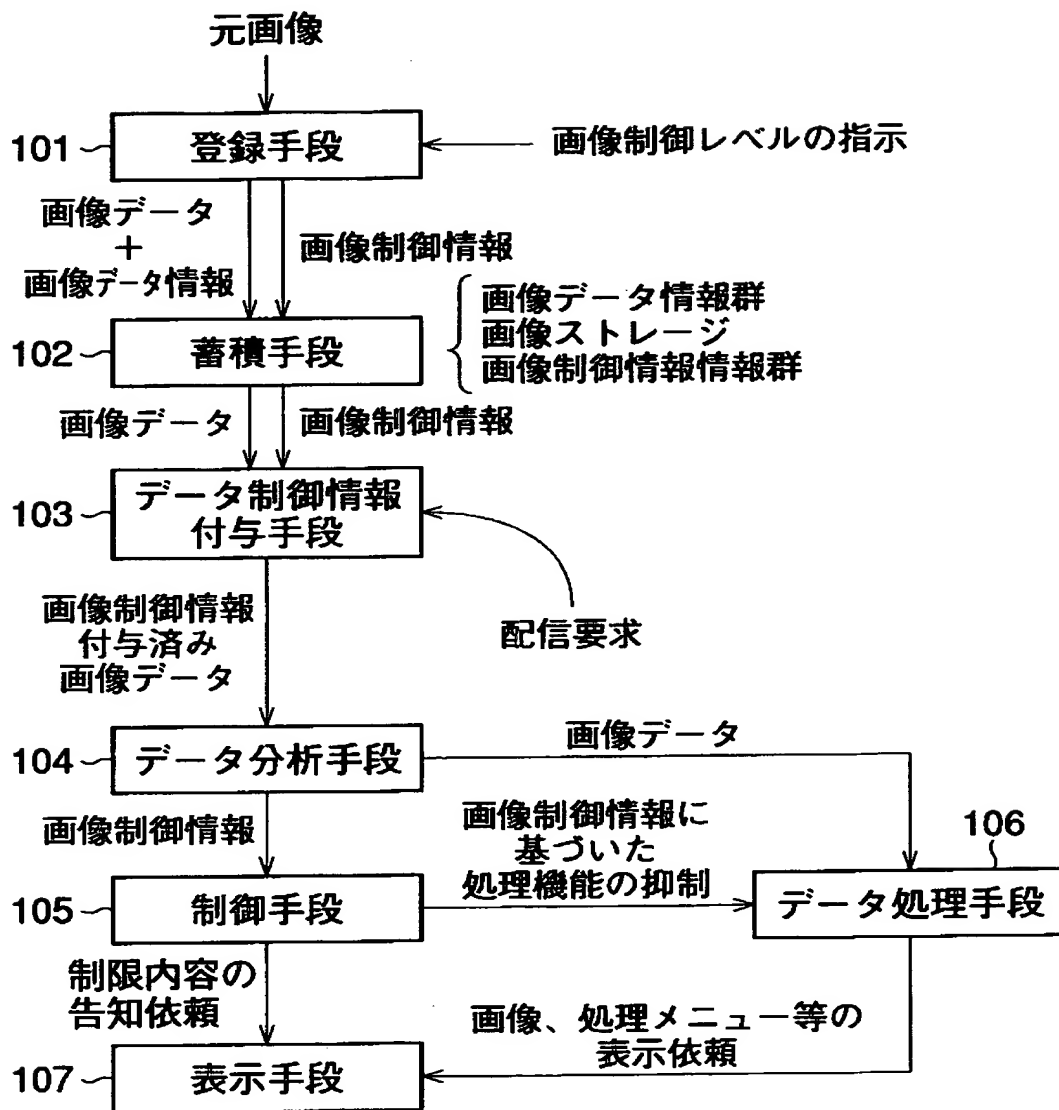 元画像
101
登録手段
画像制御レベルの指示
画像データ
+
画像データ情報
画像制御情報
102
蓄積手段
画像データ情報群
画像ストレージ
画像制御情報情報群
画像データ
画像制御情報
103
データ制御情報
付与手段
画像制御情報
付与済み
画像データ
配信要求
104
データ分析手段
画像データ
画像制御情報
画像制御情報に
基づいた
処理機能の抑制
106
105
制御手段
データ処理手段
制限内容の
告知依頼
画像、処理メニュー等の
表示依頼
107
表示手段